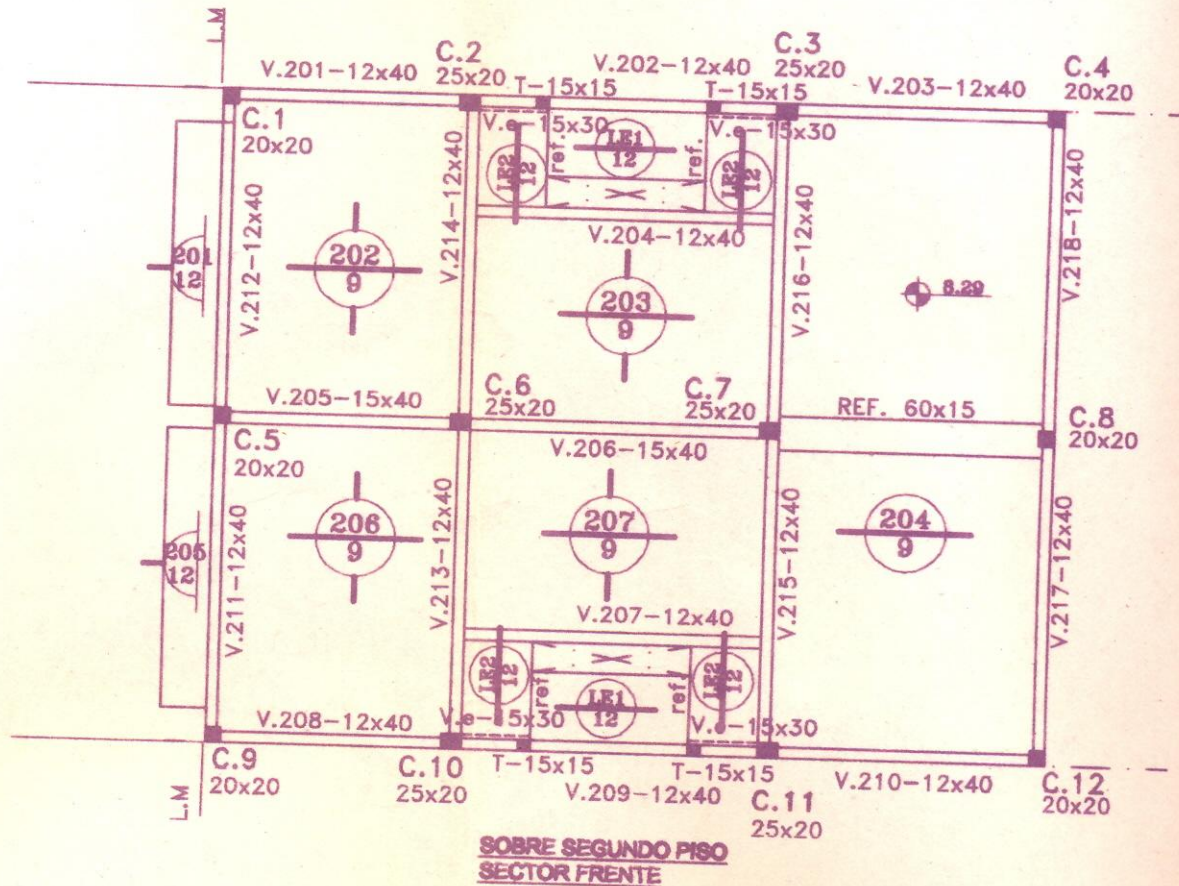 L.M
V.201-12x40
C.2
25x20
V.202-12x40
C.3
25x20
V.203-12x40
C.4
20x20
T-15x15
T-15x15
C.1
20x20
V.e-15x30
V.e-15x30
LE2
12
ref.
LE1
12
ref.
LE2
12
V.212-12x40
V.214-12x40
V.204-12x40
V.216-12x40
V.218-12x40
201
12
202
9
203
9
8.29
V.205-15x40
C.6
25x20
C.7
25x20
REF. 60x15
C.8
20x20
C.5
20x20
V.206-15x40
205
12
206
9
207
9
204
9
V.211-12x40
V.213-12x40
V.215-12x40
V.217-12x40
V.207-12x40
LE2
12
ref.
LE1
12
ref.
LE2
12
V.208-12x40
V.e-15x30
V.e-15x30
C.9
20x20
C.10
25x20
T-15x15
T-15x15
V.209-12x40
C.11
25x20
V.210-12x40
C.12
20x20
L.M
SOBRE SEGUNDO PISO
SECTOR FRENTE